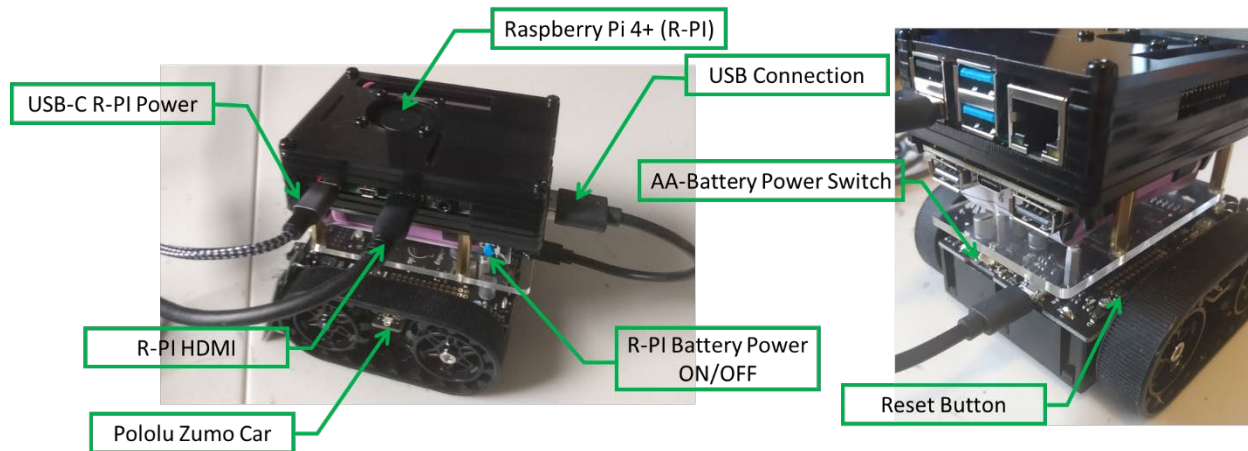 Raspberry Pi 4+ (R-PI)
USB Connection
USB-C R-PI Power
AA-Battery Power Switch
R-PI HDMI
R-PI Battery Power
ON/OFF
Reset Button
Pololu Zumo Car